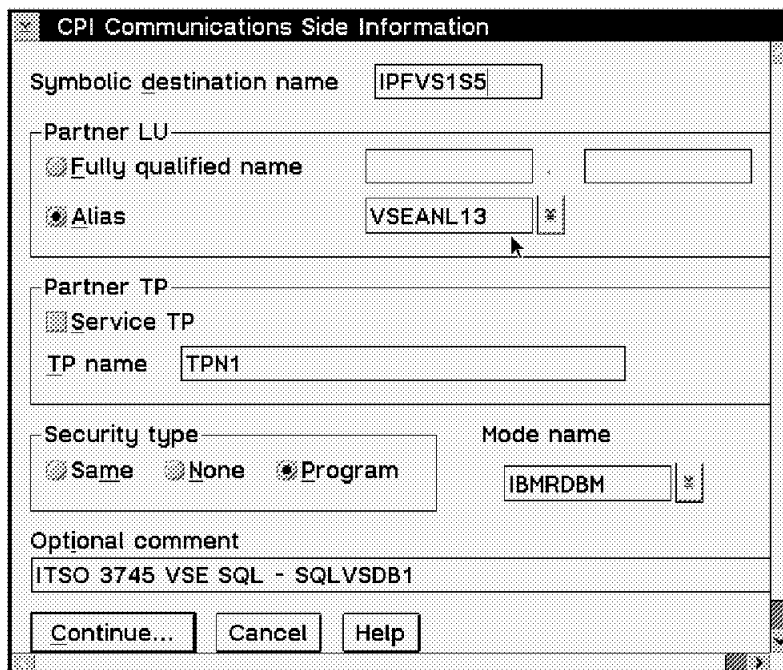 CPI Communications Side Information
Symbolic destination name IPFVS1S5
Partner LU
Fully qualified name .
Alias VSEANL13
Partner TP
Service TP
TP name TPN1
Security type Mode name
Same None Program
IBMRDBM
Optional comment
ITSO 3745 VSE SQL - SQLVSDB1
Continue... Cancel Help